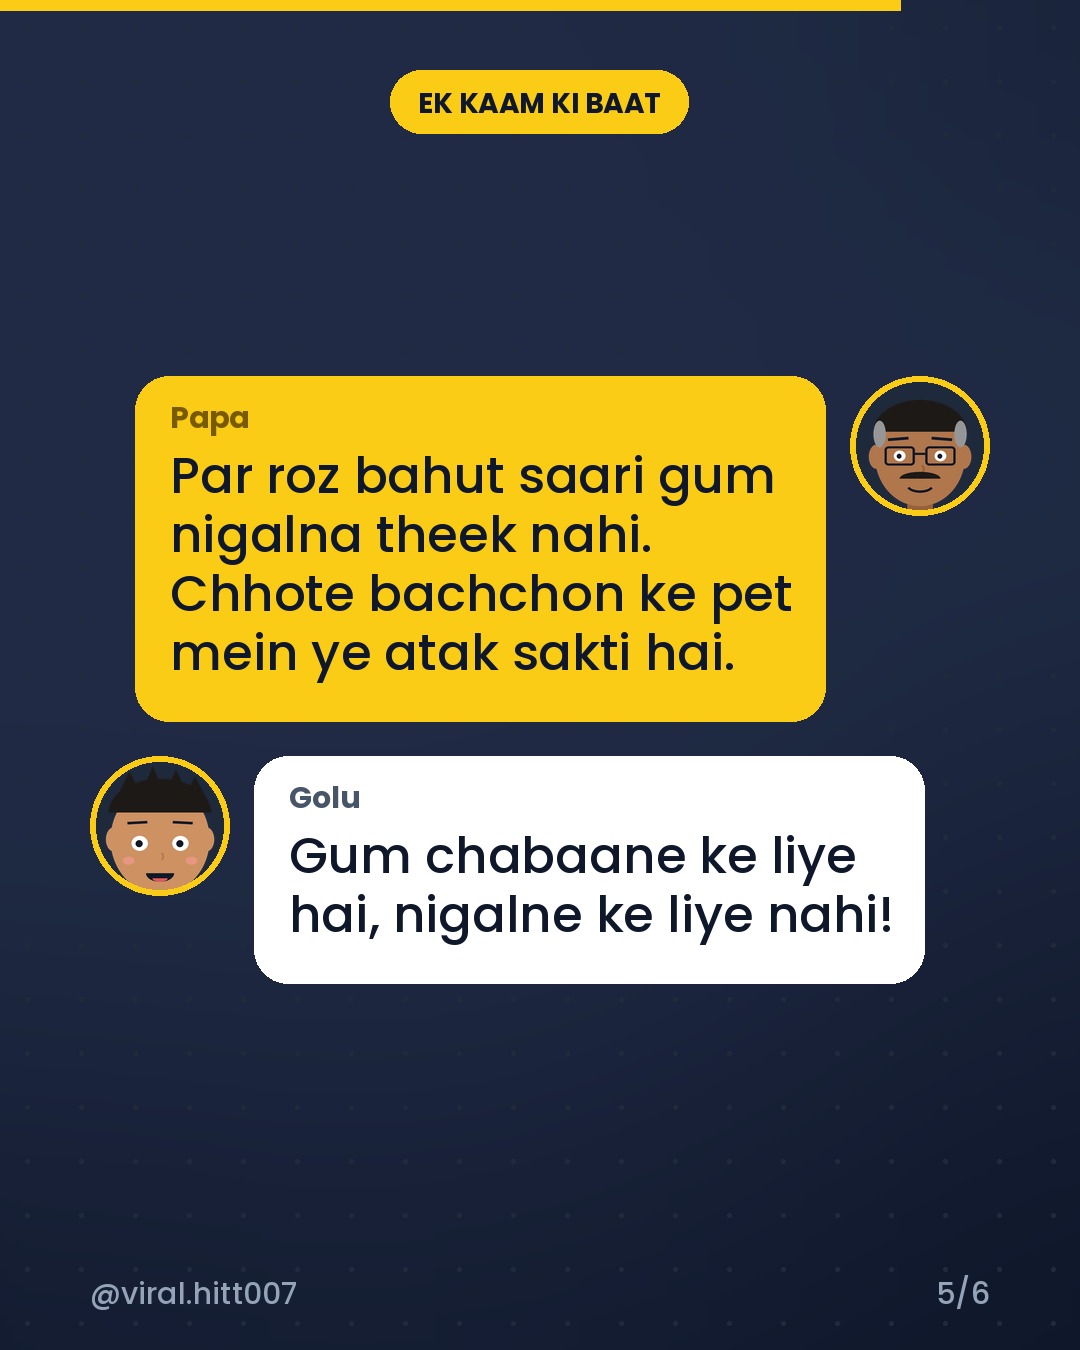 EK KAAM KI BAAT
Papa
Par roz bahut saari gum
nigalna theek nahi.
Chhote bachchon ke pet
mein ye atak sakti hai.
Golu
Gum chabaane ke liye
hai, nigalne ke liye nahi!
@viral.hitt007
5/6